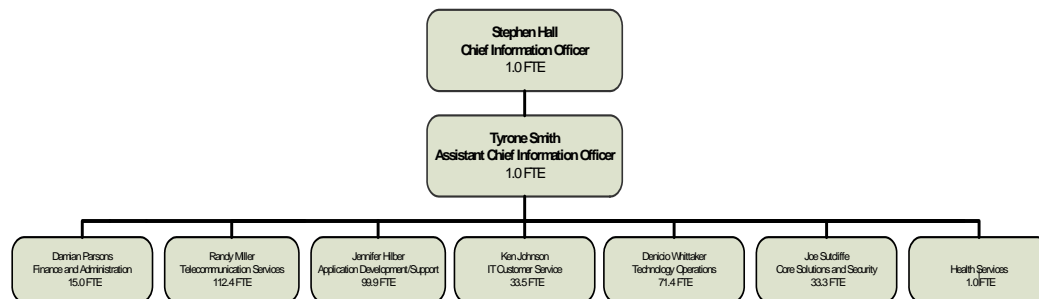 Stephen Hall
Chief Information Officer
1.0 FTE
Tyrone Smith
Assistant Chief Information Officer
1.0 FTE
Damian Parsons
Finance and Administration
15.0 FTE
Randy Miller
Telecommunication Services
112.4 FTE
Jennifer Hilber
Application Development/Support
99.9 FTE
Ken Johnson
IT Customer Service
33.5 FTE
Denicio Whittaker
Technology Operations
71.4 FTE
Joe Sutcliffe
Core Solutions and Security
33.3 FTE
Health Services
1.0 FTE